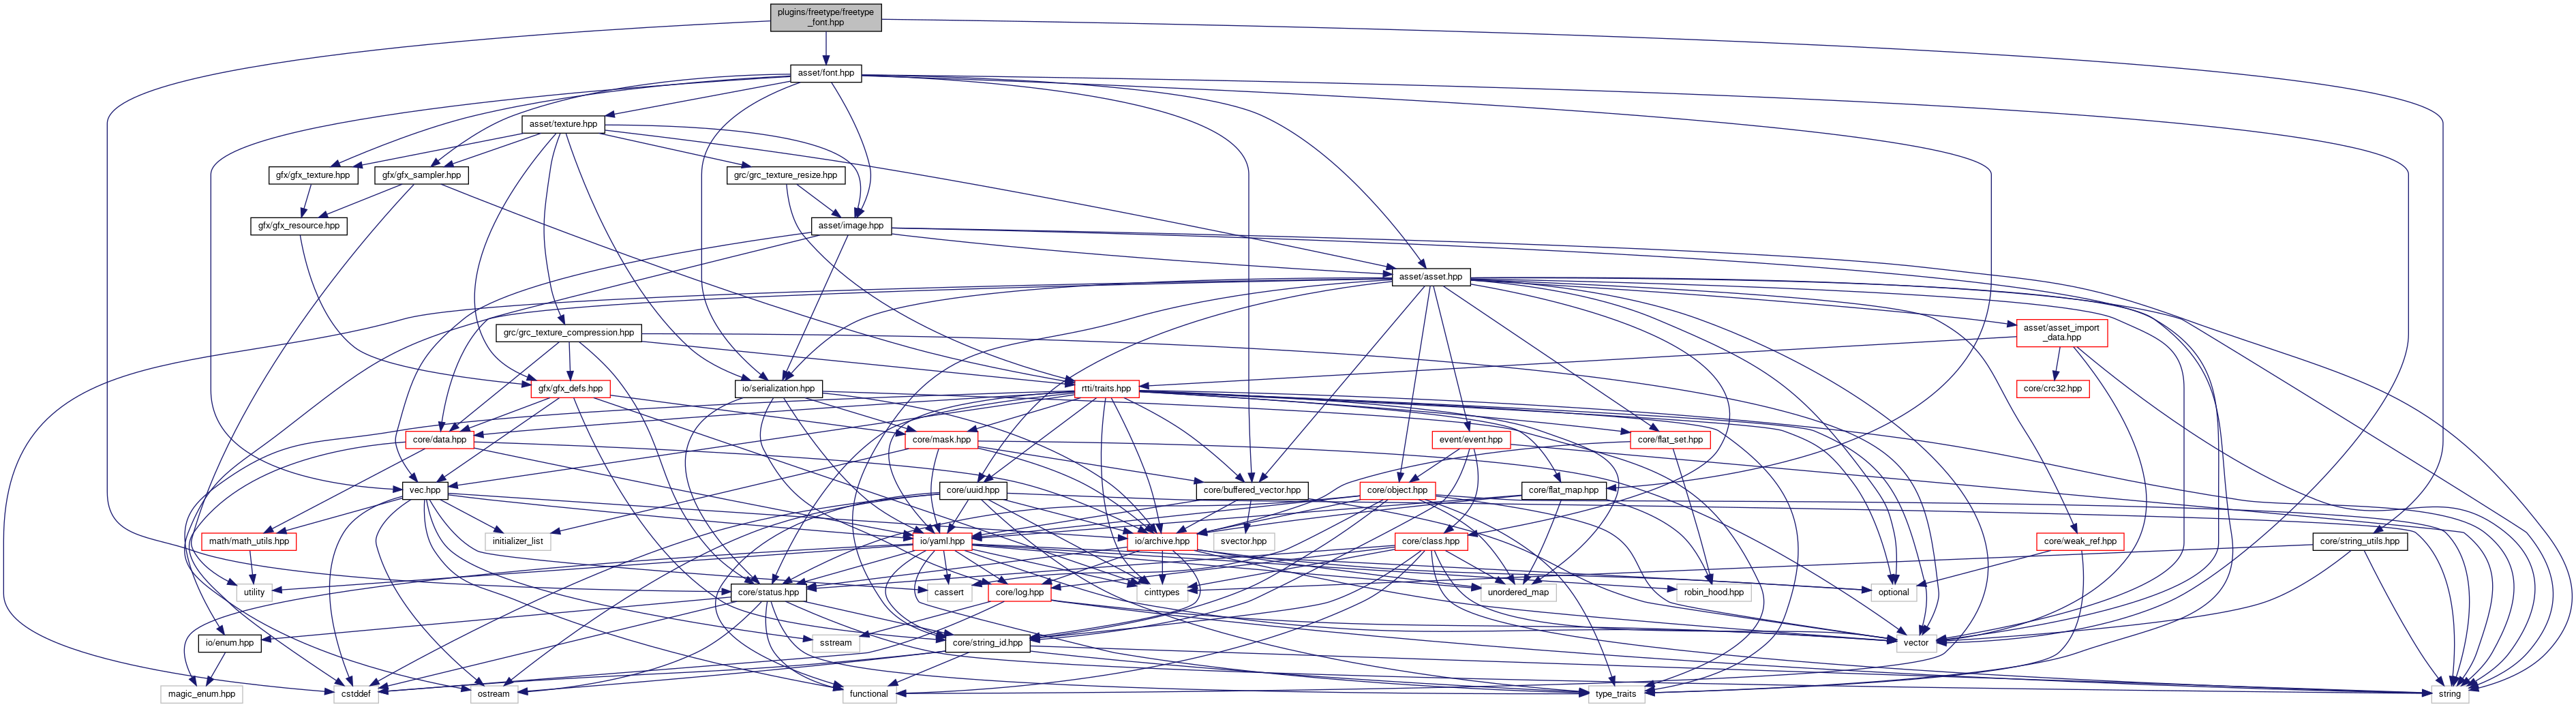 plugins/freetype/freetype
_font.hpp
asset/font.hpp
asset/texture.hpp
gfx/gfx_texture.hpp
gfx/gfx_sampler.hpp
grc/grc_texture_resize.hpp
gfx/gfx_resource.hpp
asset/image.hpp
asset/asset.hpp
grc/grc_texture_compression.hpp
asset/asset_import
_data.hpp
gfx/gfx_defs.hpp
io/serialization.hpp
rtti/traits.hpp
core/crc32.hpp
core/data.hpp
core/mask.hpp
event/event.hpp
core/flat_set.hpp
vec.hpp
core/uuid.hpp
core/buffered_vector.hpp
core/object.hpp
core/flat_map.hpp
math/math_utils.hpp
initializer_list
io/yaml.hpp
io/archive.hpp
svector.hpp
core/class.hpp
core/weak_ref.hpp
core/string_utils.hpp
utility
core/status.hpp
cassert
core/log.hpp
cinttypes
unordered_map
robin_hood.hpp
optional
io/enum.hpp
sstream
core/string_id.hpp
vector
magic_enum.hpp
cstddef
ostream
functional
type_traits
string